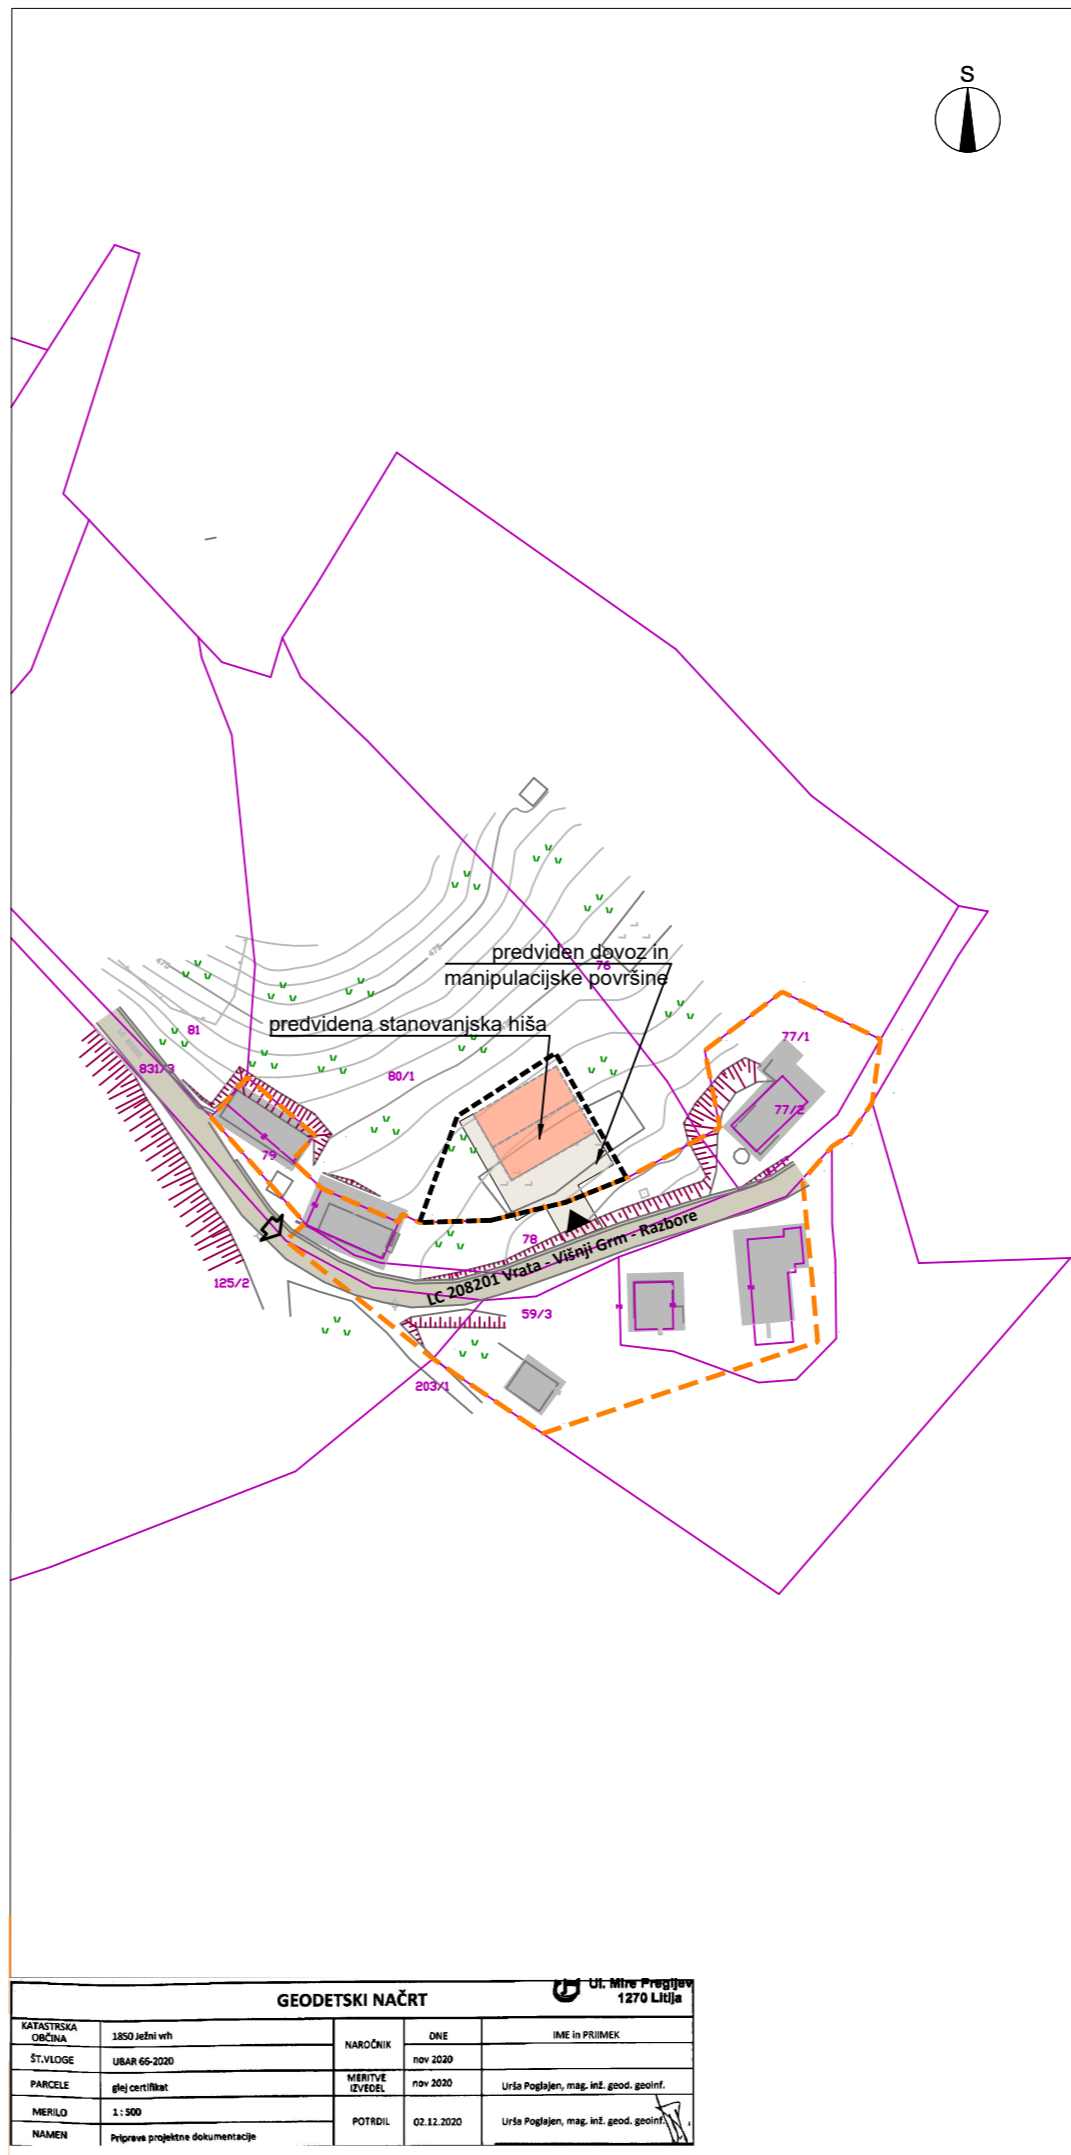 S
predviden dovoz in
manipulacijske površine
76
predvidena stanovanjska hiša
475
475
81
831/3
80/1
77/1
77/2
79
78
LC 208201 Vrata - Višnji Grm - Razbore
125/2
59/3
203/1
GEODETSKI NAČRT
Ul. Mire Pregljev
1270 Litija
KATASTRSKA OBČINA
1850 Ježni vrh
NAROČNIK
DNE
IME in PRIIMEK
ŠT.VLOGE
UBAR 66-2020
nov 2020
PARCELE
glej certifikat
MERITVE IZVEDEL
nov 2020
Urša Poglajen, mag. inž. geod. geoinf.
MERILO
1 : 500
POTRDIL
02.12.2020
Urša Poglajen, mag. inž. geod. geoinf.
NAMEN
Priprava projektne dokumentacije